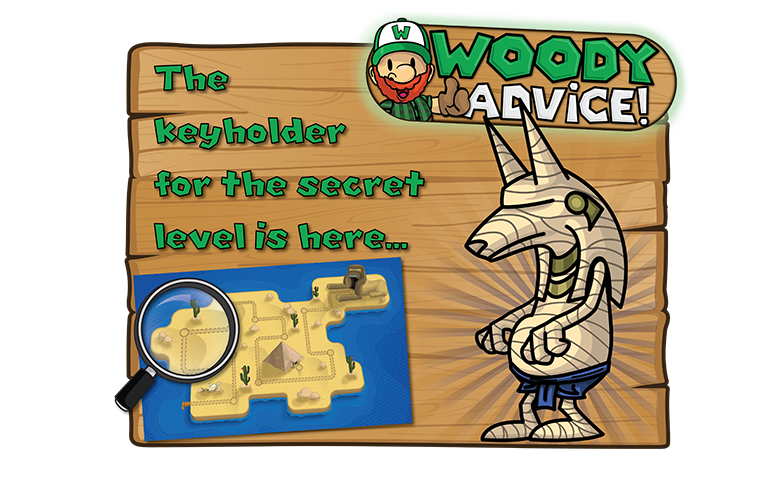 W
WOODY
ADVICE!
The
keyholder
for the secret
level is here...